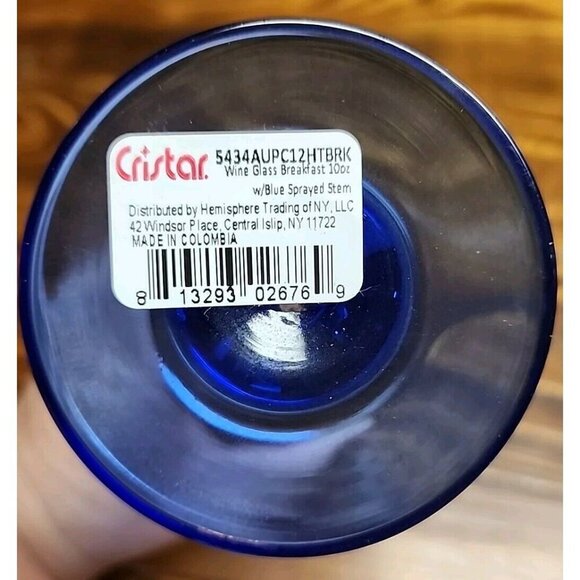 Cristar. 5434AUPC12HTBRK
Wine Glass Breakfast 10oz
w/Blue Sprayed Stem
Distributed by Hemisphere Trading of NY, LLC
42 Windsor Place, Central Islip, NY 11722
MADE IN COLOMBIA
8 13293 02676 9